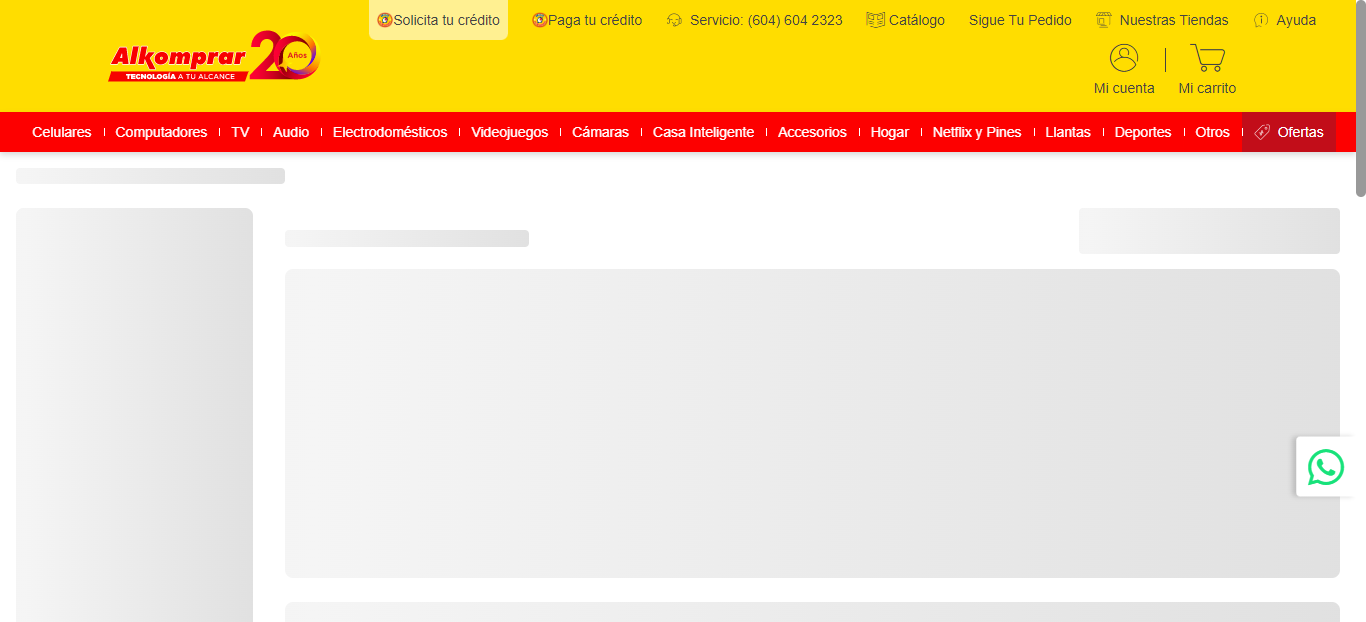 Solicita tu crédito
Paga tu crédito
Servicio: (604) 604 2323
Catálogo
Sigue Tu Pedido
Nuestras Tiendas
Ayuda
Alkomprar 20 Años
TECNOLOGÍA A TU ALCANCE
Mi cuenta
Mi carrito
Celulares
Computadores
TV
Audio
Electrodomésticos
Videojuegos
Cámaras
Casa Inteligente
Accesorios
Hogar
Netflix y Pines
Llantas
Deportes
Otros
Ofertas